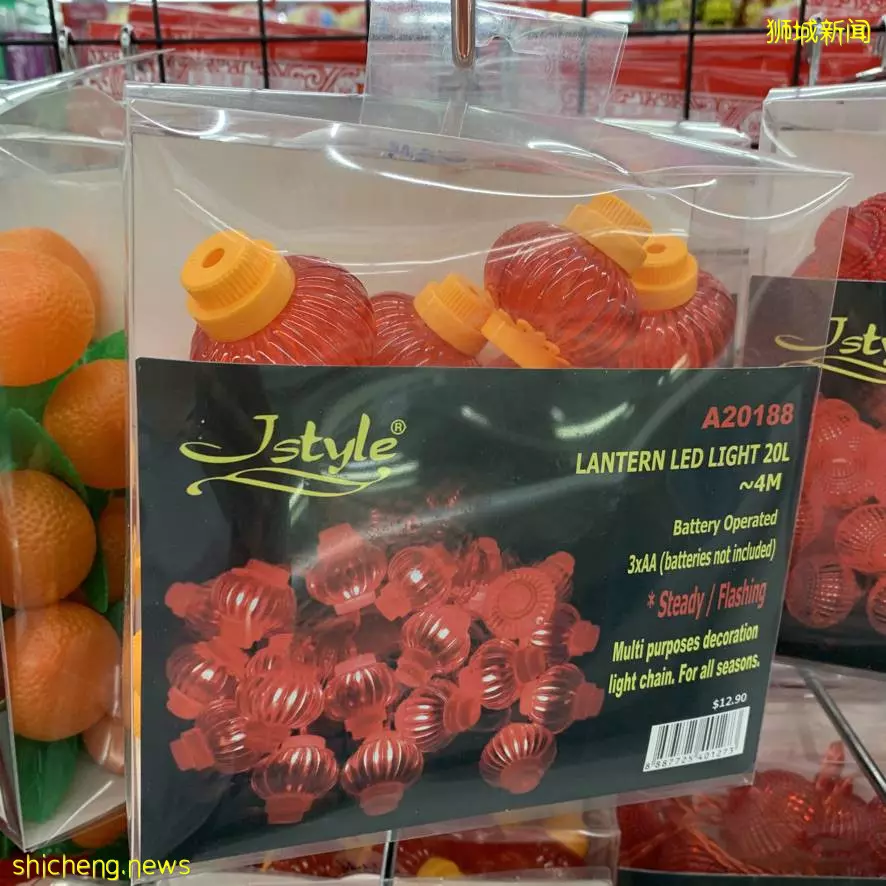 狮城新闻
Jstyle®
A20188
LANTERN LED LIGHT 20L
~4M
Battery Operated
3xAA (batteries not included)
* Steady / Flashing
Multi purposes decoration
light chain. For all seasons.
$12.90
8 887725 401273
Jsty
shicheng.news